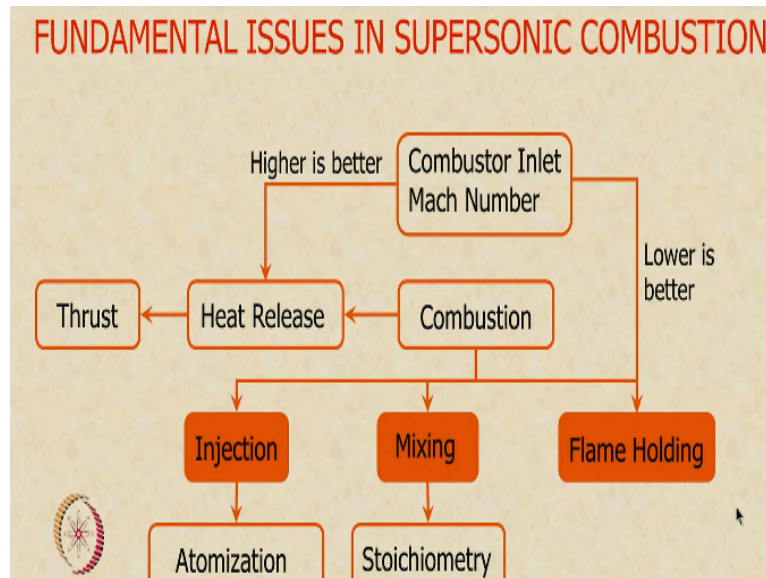 FUNDAMENTAL ISSUES IN SUPERSONIC COMBUSTION
Higher is better
Combustor Inlet
Mach Number
Lower is
better
Thrust
Heat Release
Combustion
Injection
Mixing
Flame Holding
Atomization
Stoichiometry